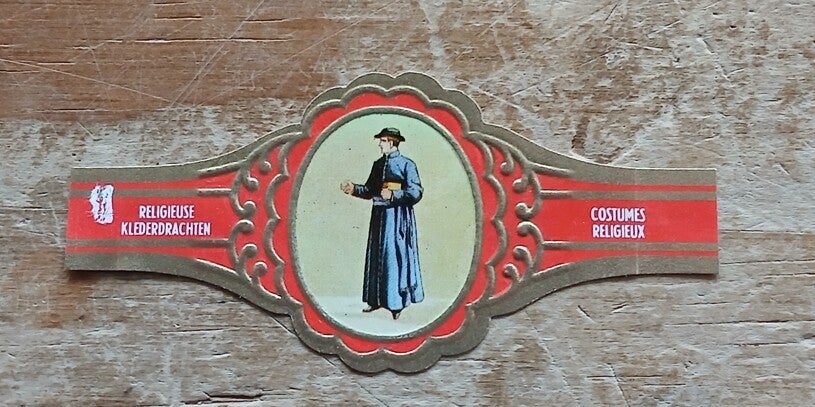 RELIGIEUSE
KLEDERDRACHTEN
COSTUMES
RELIGIEUX